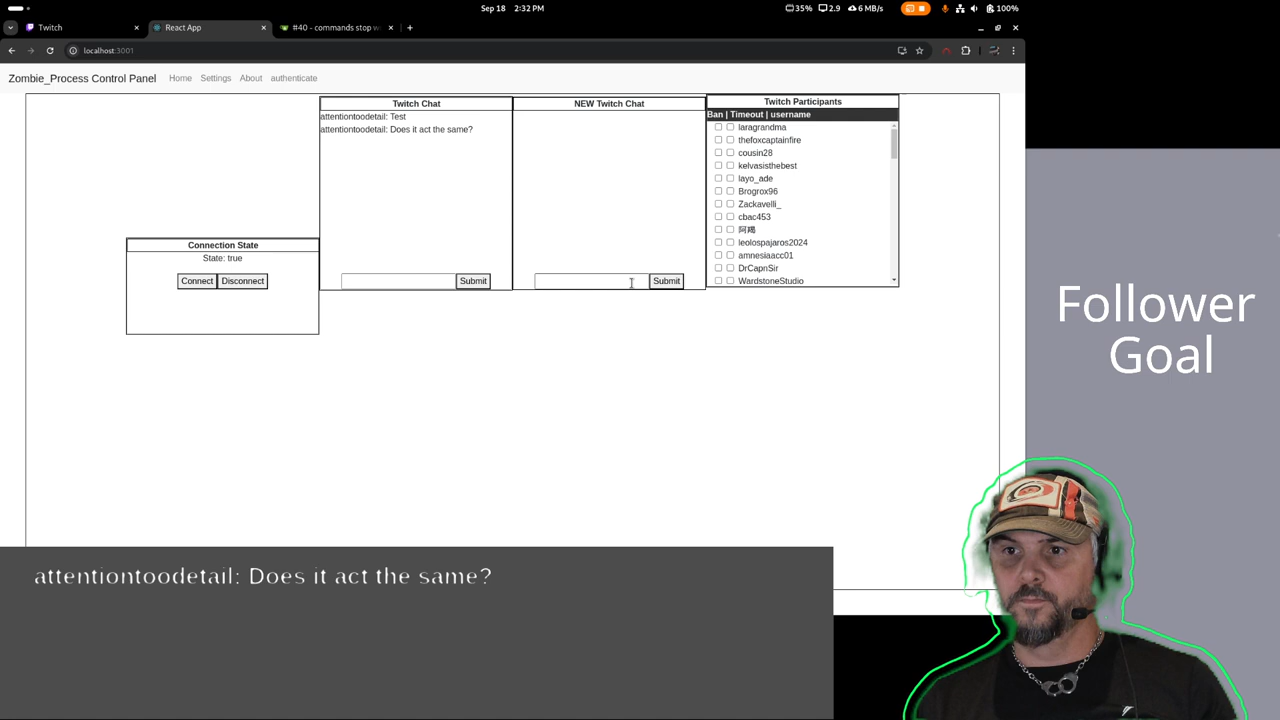 Sep 18 2:32 PM
35% 2.9 6 MB/s 100%
Twitch
React App
#40 - commands stop w
localhost:3001
Zombie_Process Control Panel Home Settings About authenticate
Twitch Chat
attentiontoodetail: Test
attentiontoodetail: Does it act the same?
Submit
NEW Twitch Chat
Submit
Twitch Participants
Ban | Timeout | username
laragrandma
thefoxcaptainfire
cousin28
kelvasisthebest
layo_ade
Brogrox96
Zackavelli_
cbac453
leolospajaros2024
amnesiaacc01
DrCapnSir
WardstoneStudio
Connection State
State: true
Connect Disconnect
Follower
Goal
attentiontoodetail: Does it act the same?